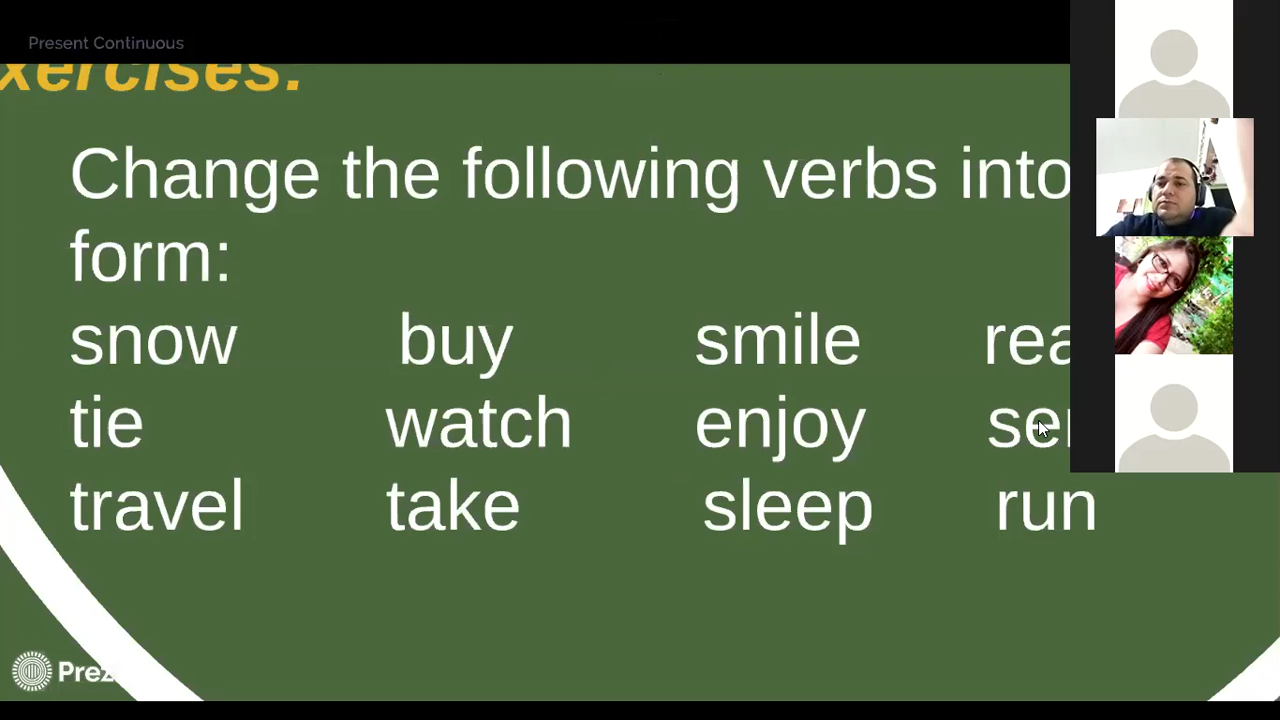 Present Continuous
xercises:
Change the following verbs into
form:
snow buy smile rea
tie watch enjoy se
travel take sleep run
Prez